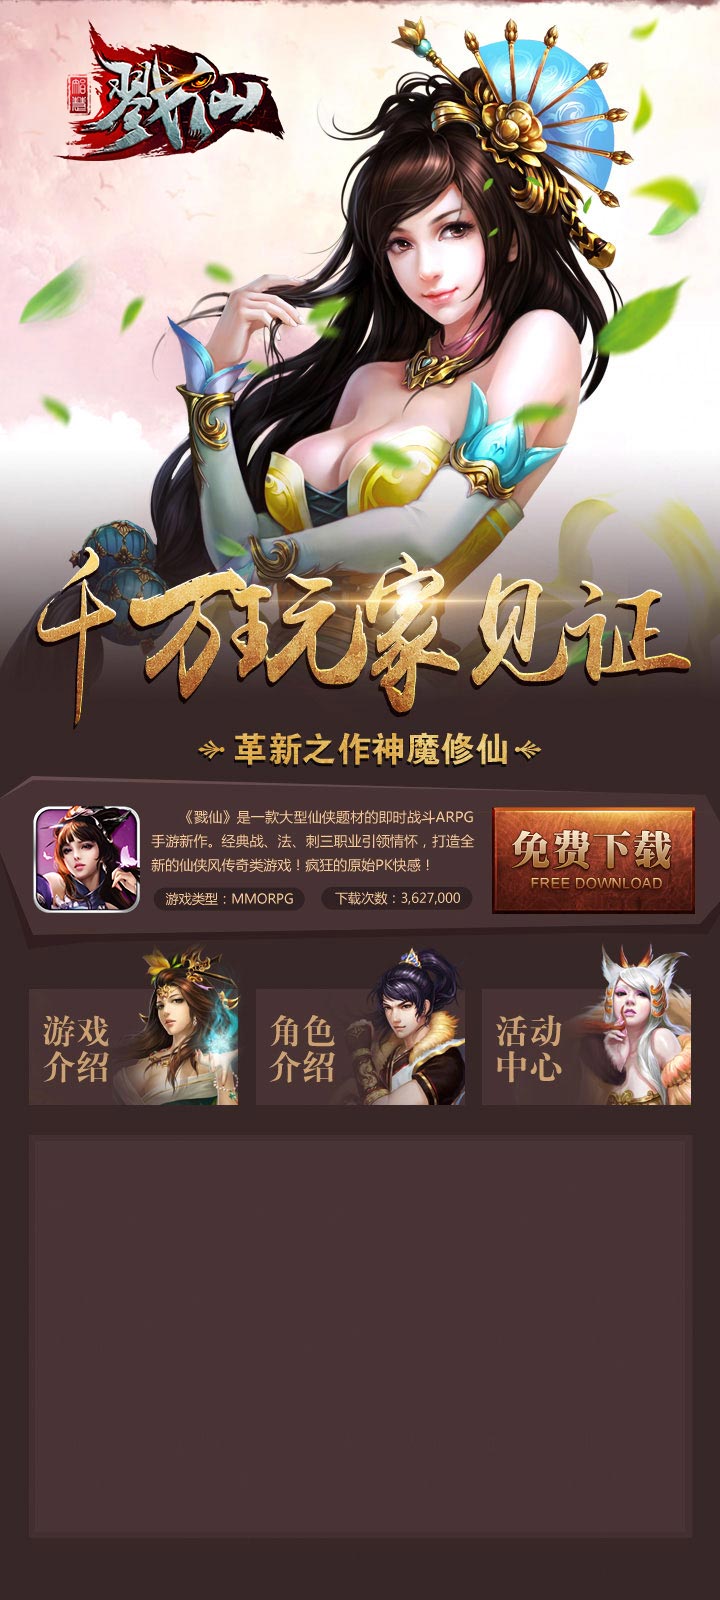 戮仙
千万玩家见证
革新之作神魔修仙
《戮仙》是一款大型仙侠题材的即时战斗ARPG
手游新作。经典战、法、刺三职业引领情怀，打造全
新的仙侠风传奇类游戏！疯狂的原始PK快感！
游戏类型：MMORPG
下载次数：3,627,000
免费下载
FREE DOWNLOAD
游戏
介绍
角色
介绍
活动
中心